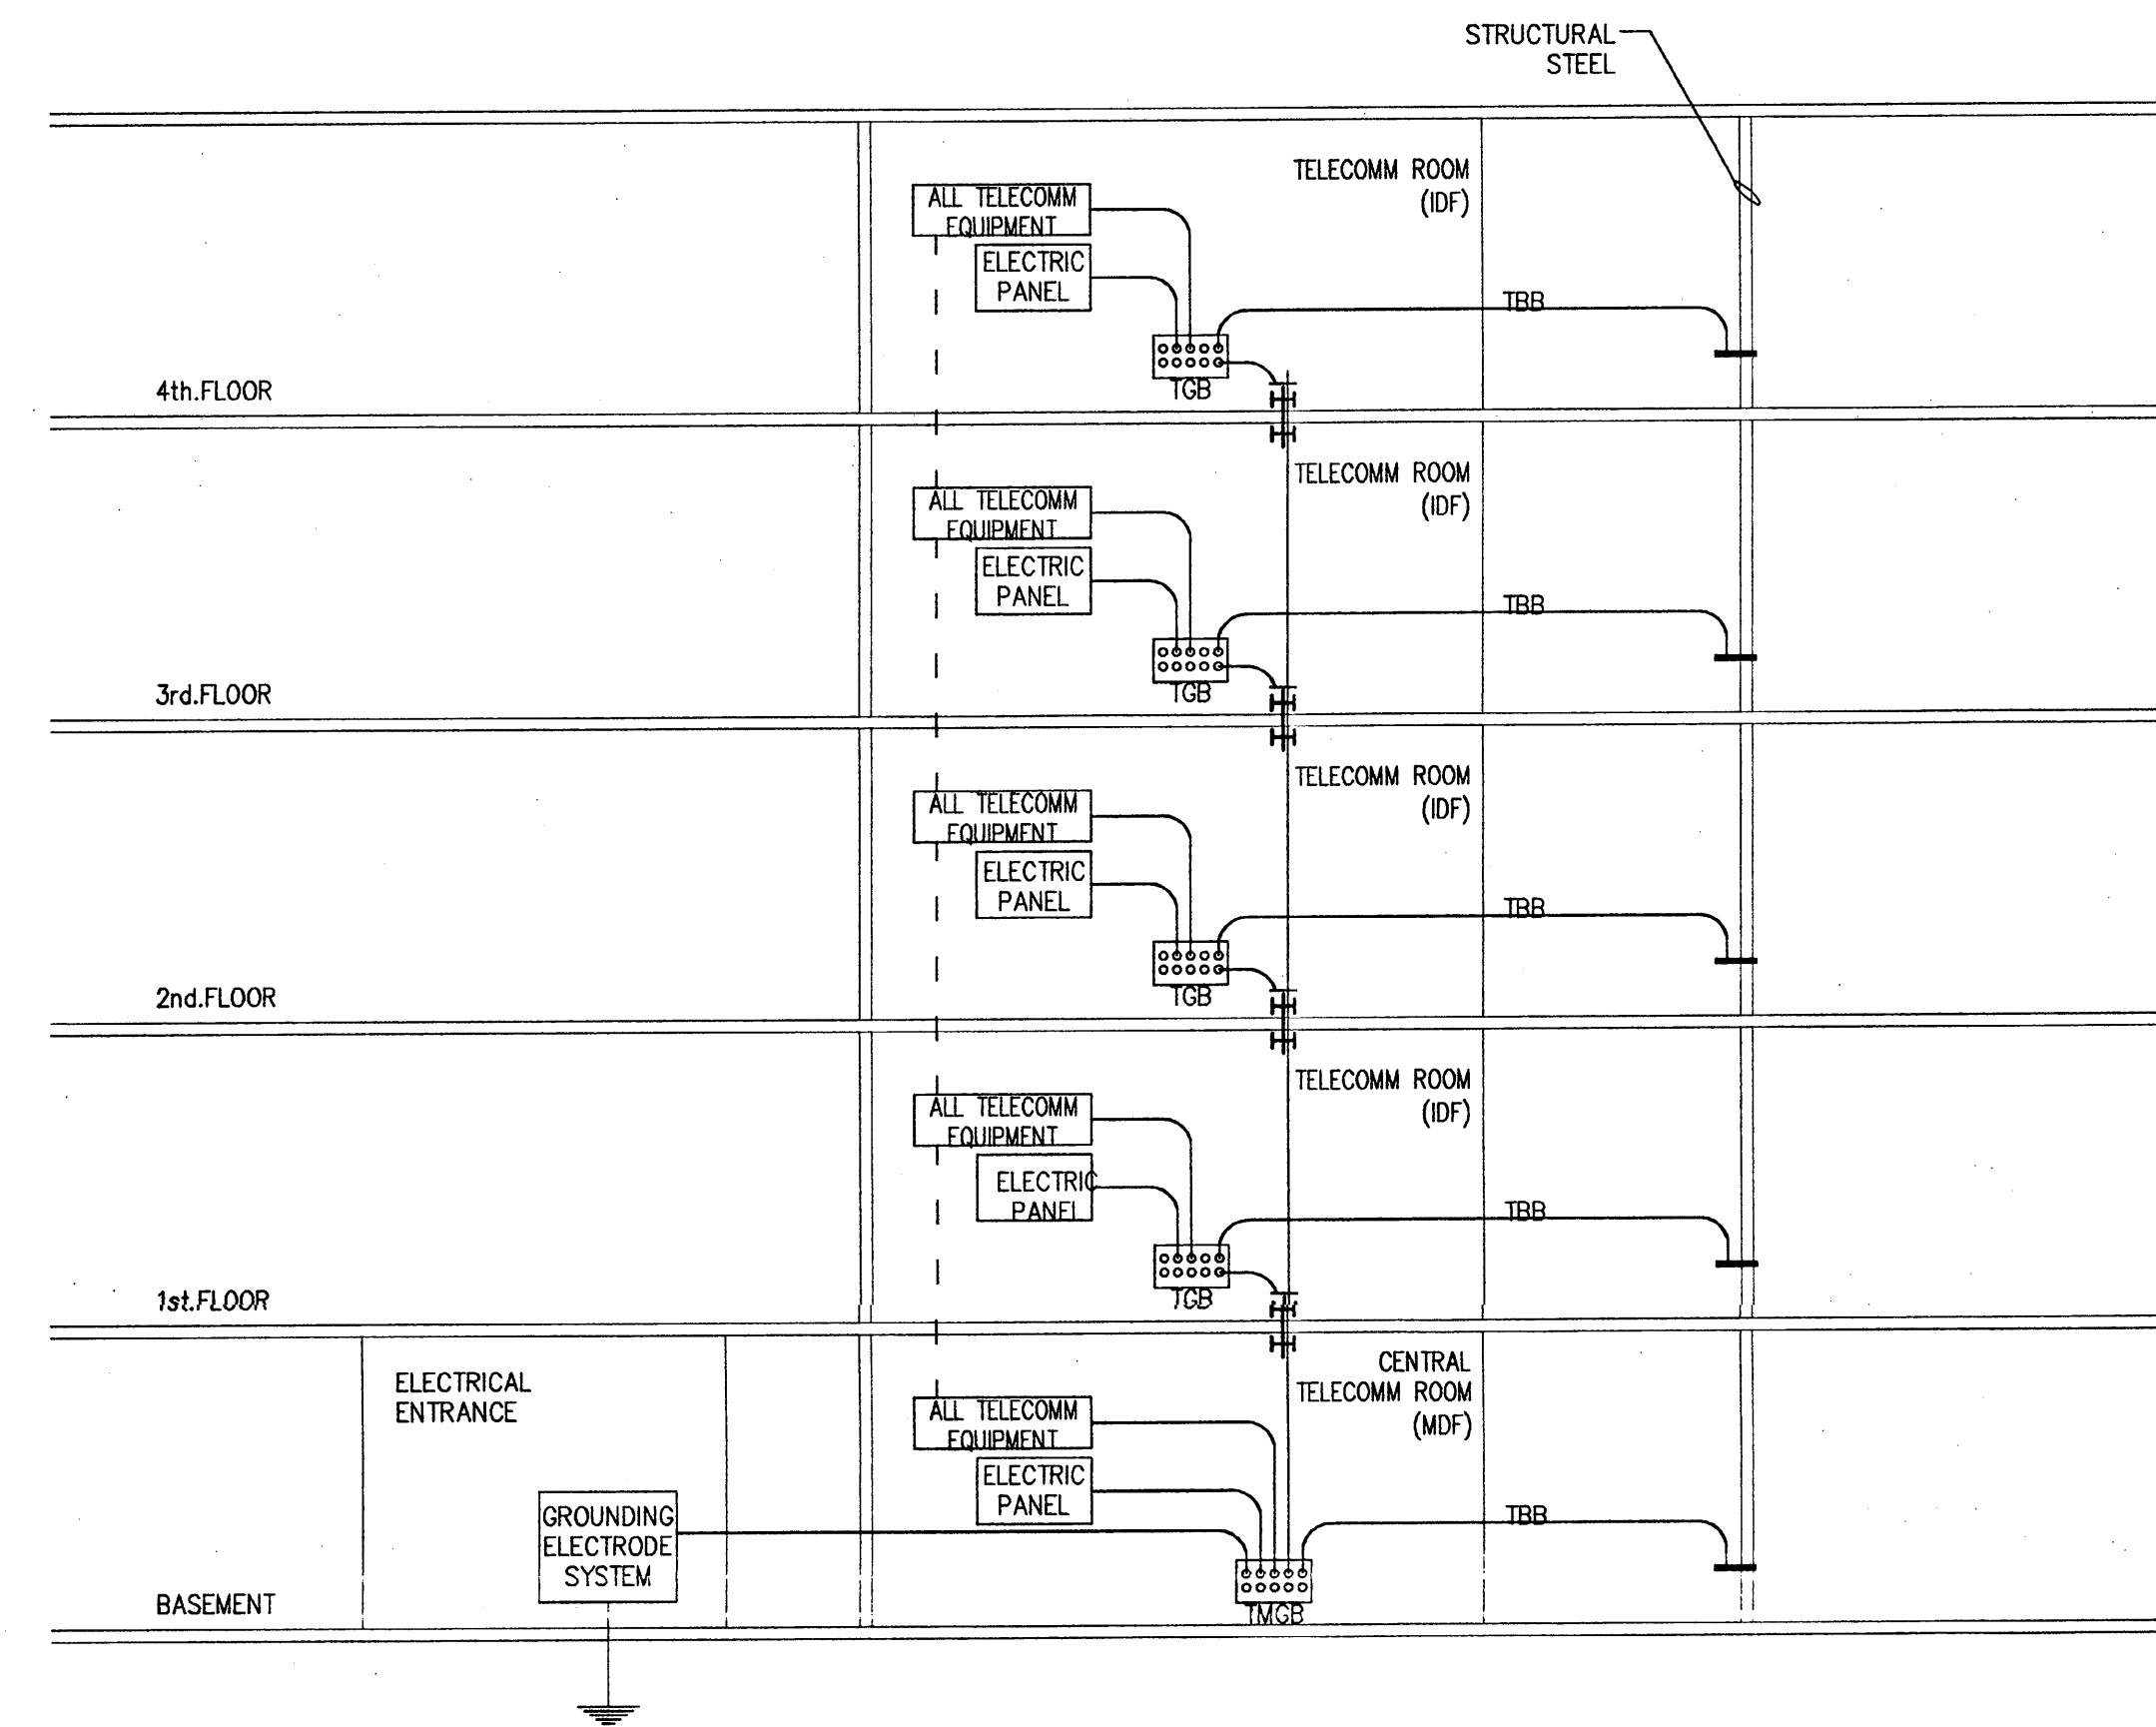 STRUCTURAL
STEEL
TELECOMM ROOM
(IDF)
ALL TELECOMM
EQUIPMENT
ELECTRIC
PANEL
TBB
TGB
4th.FLOOR
TELECOMM ROOM
(IDF)
ALL TELECOMM
EQUIPMENT
ELECTRIC
PANEL
TBB
TGB
3rd.FLOOR
TELECOMM ROOM
(IDF)
ALL TELECOMM
EQUIPMENT
ELECTRIC
PANEL
TBB
TGB
2nd.FLOOR
TELECOMM ROOM
(IDF)
ALL TELECOMM
EQUIPMENT
ELECTRIC
PANEL
TBB
TGB
1st.FLOOR
CENTRAL
TELECOMM ROOM
(MDF)
ELECTRICAL
ENTRANCE
ALL TELECOMM
EQUIPMENT
ELECTRIC
PANEL
GROUNDING
ELECTRODE
SYSTEM
TBB
TMGB
BASEMENT